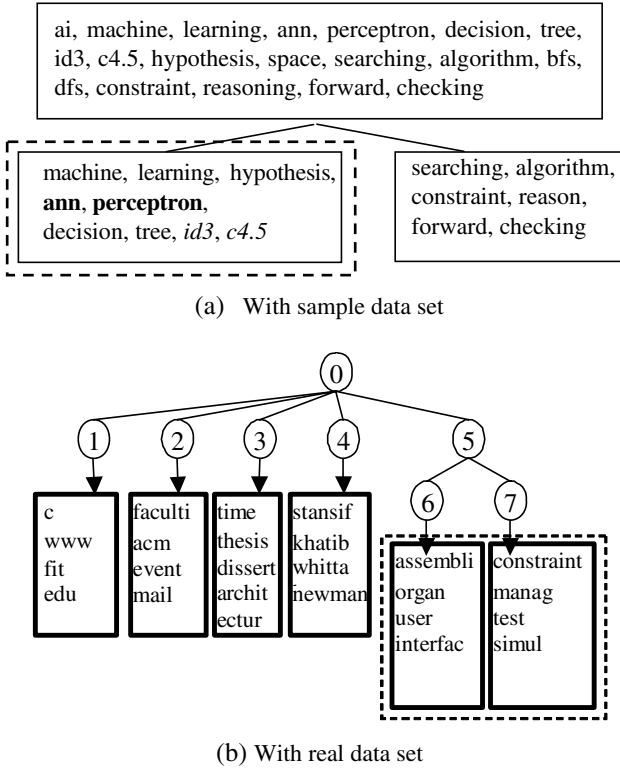 ai, machine, learning, ann, perceptron, decision, tree,
id3, c4.5, hypothesis, space, searching, algorithm, bfs,
dfs, constraint, reasoning, forward, checking
machine, learning, hypothesis,
ann, perceptron,
decision, tree, id3, c4.5
searching, algorithm,
constraint, reason,
forward, checking
(a) With sample data set
0
1
2
3
4
5
6
7
c
www
fit
edu
faculti
acm
event
mail
time
thesis
dissert
archit
ectur
stansif
khatib
whitta
newman
assembli
organ
user
interfac
constraint
manag
test
simul
(b) With real data set